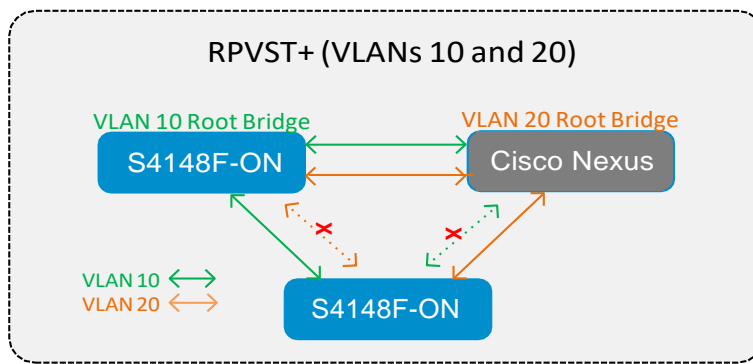 RPVST+ (VLANs 10 and 20)
VLAN 10 Root Bridge
VLAN 20 Root Bridge
S4148F-ON
Cisco Nexus
X
X
S4148F-ON
VLAN 10
VLAN 20